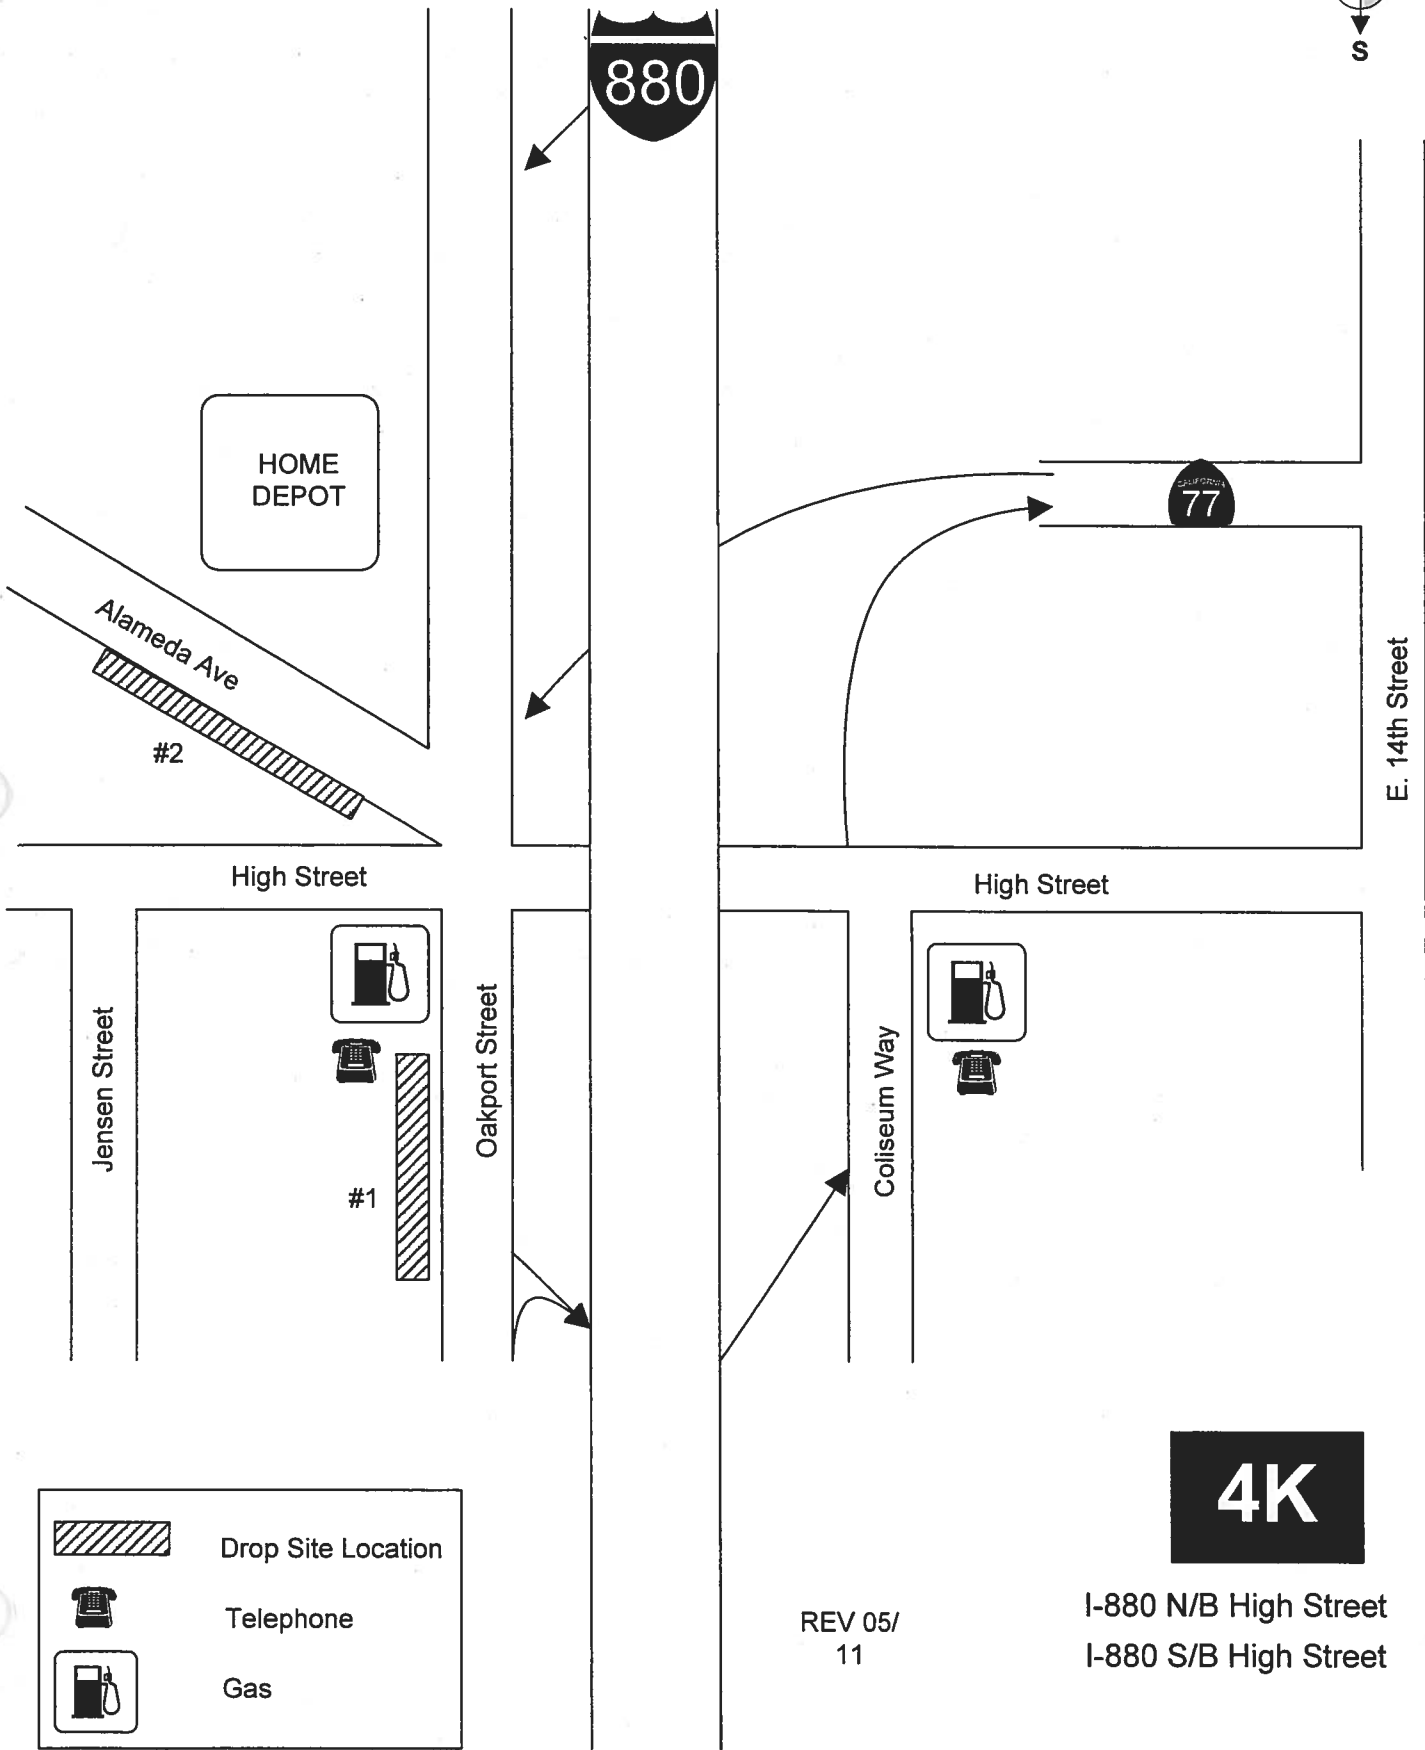 S
880
HOME
DEPOT
CALIFORNIA
77
Alameda Ave
#2
E. 14th Street
High Street
High Street
Jensen Street
Oakport Street
Coliseum Way
#1
4K
Drop Site Location
Telephone
Gas
REV 05/
11
I-880 N/B High Street
I-880 S/B High Street